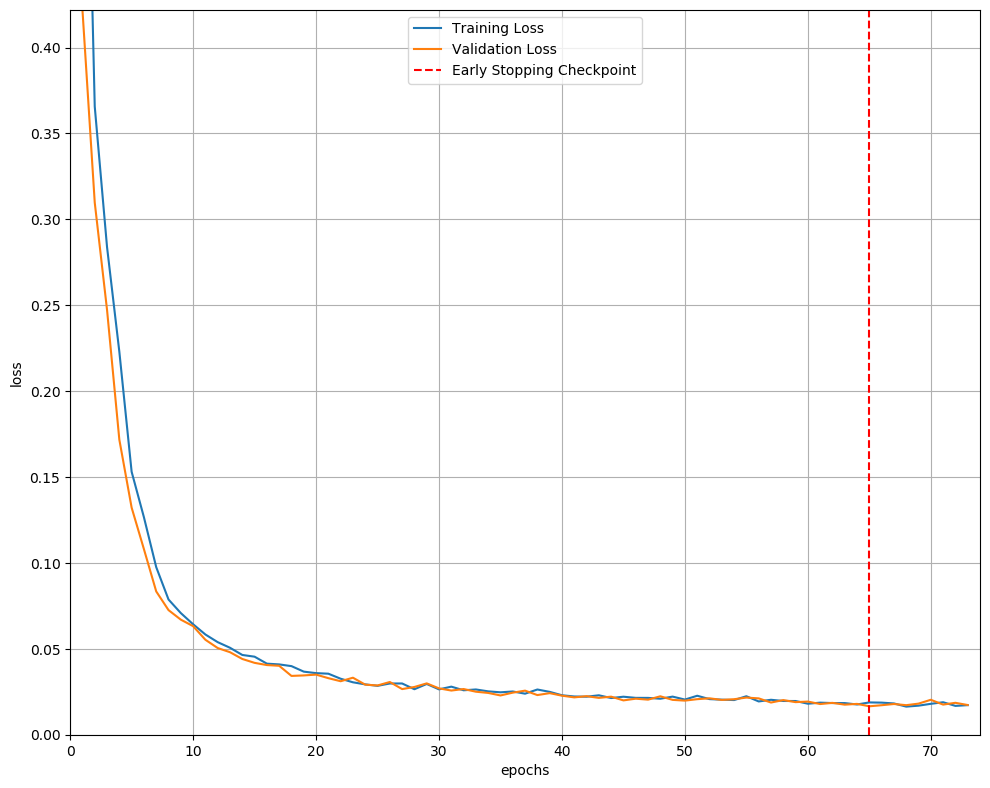 Training Loss
Validation Loss
Early Stopping Checkpoint
0.40
0.35
0.30
0.25
0.20
0.15
0.10
0.05
0.00
loss
0 10 20 30 40 50 60 70
epochs